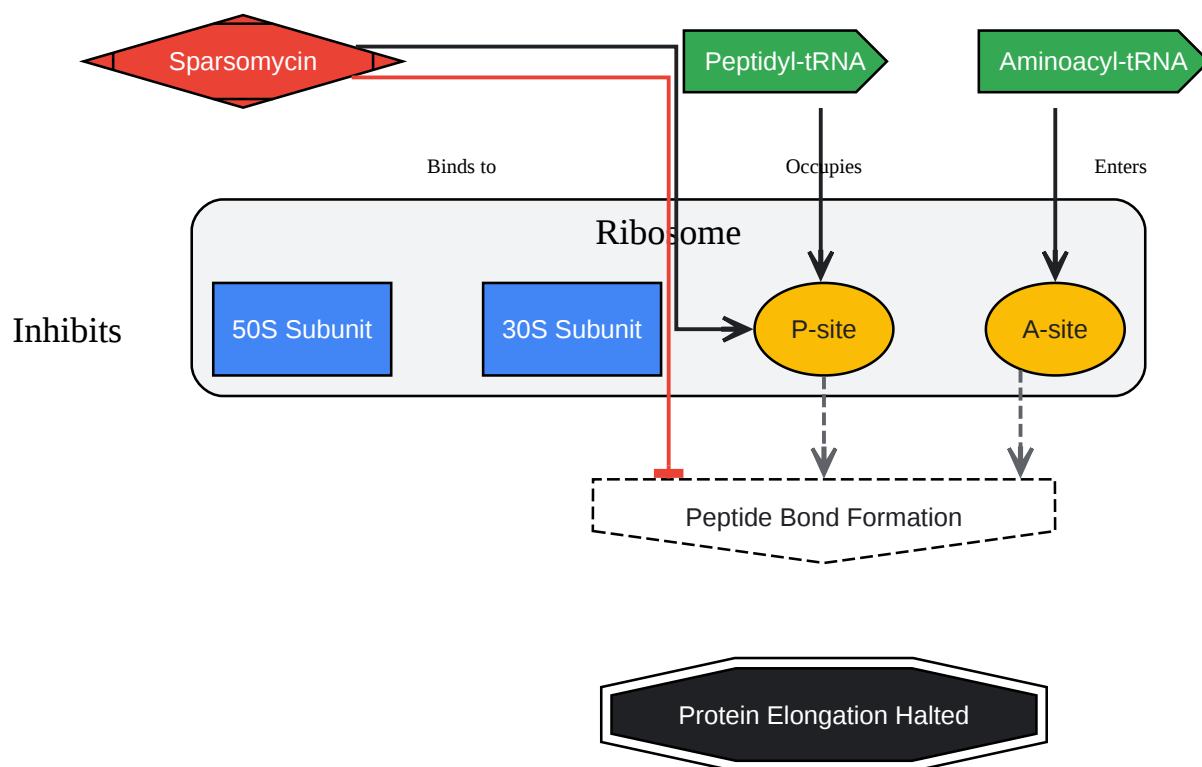 Sparsomycin
Peptidyl-tRNA
Aminoacyl-tRNA
Binds to
Occupies
Enters
Ribosome
Inhibits
50S Subunit
30S Subunit
P-site
A-site
Peptide Bond Formation
Protein Elongation Halted